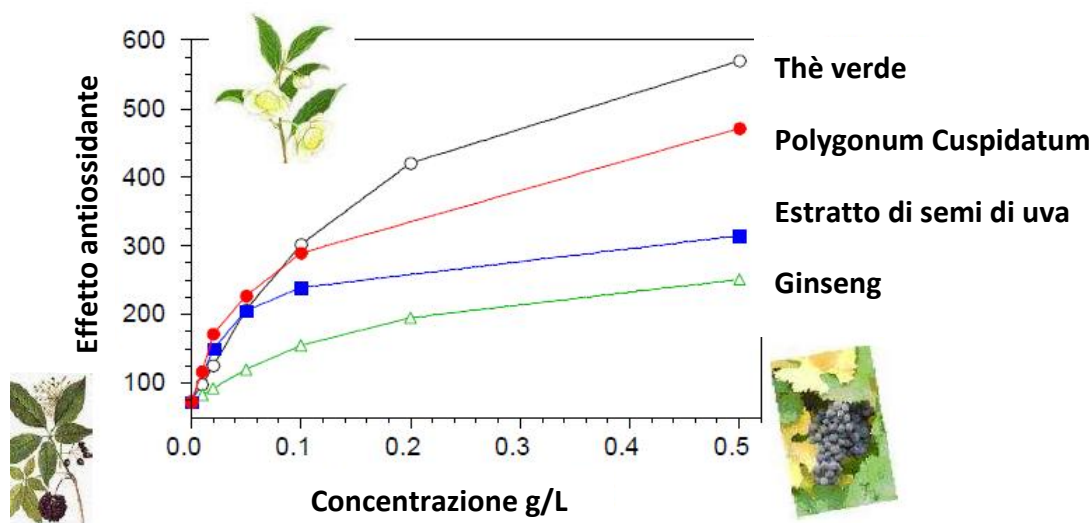 600
500
400
300
200
100
Effetto antiossidante
0.0 0.1 0.2 0.3 0.4 0.5
Concentrazione g/L
Thè verde
Polygonum Cuspidatum
Estratto di semi di uva
Ginseng